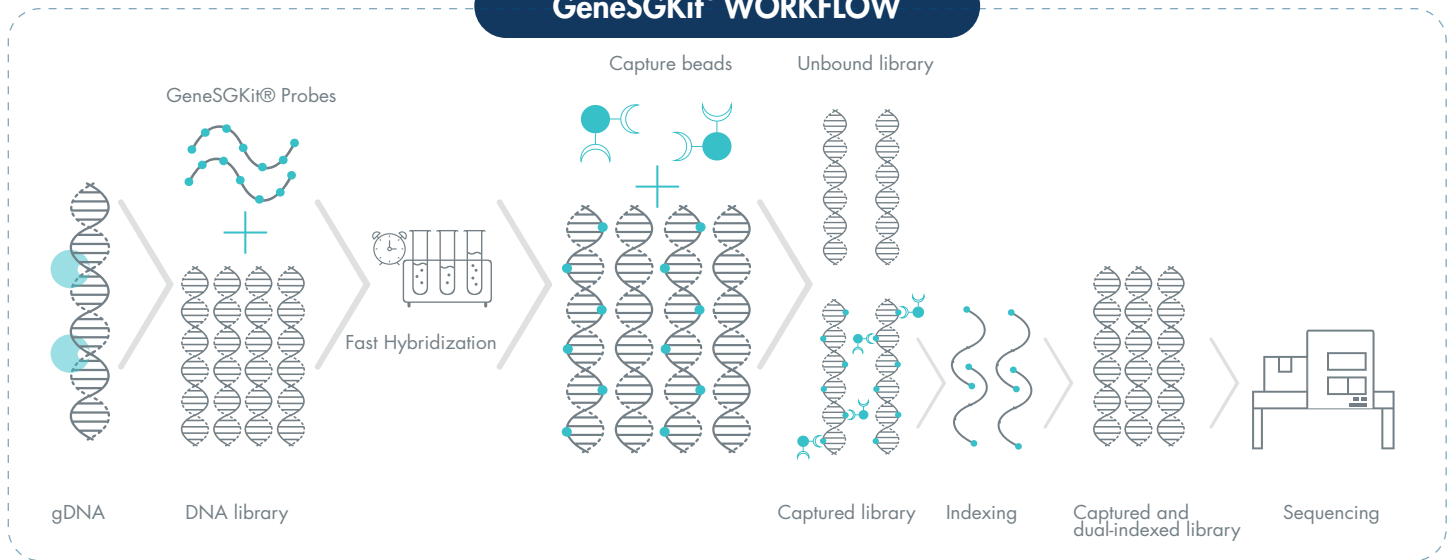 GeneSGKit® WORKFLOW
Capture beads
Unbound library
GeneSGKit® Probes
Fast Hybridization
gDNA
DNA library
Captured library
Indexing
Captured and
dual-indexed library
Sequencing